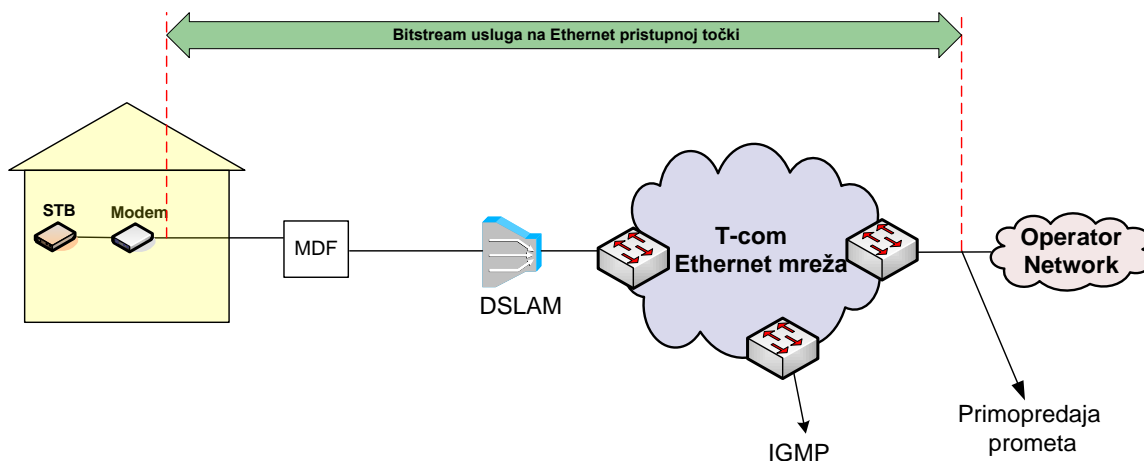 Bitstream usluga na Ethernet pristupnoj točki
STB
Modem
MDF
DSLAM
T-com
Ethernet mreža
Operator
Network
IGMP
Primopredaja
prometa